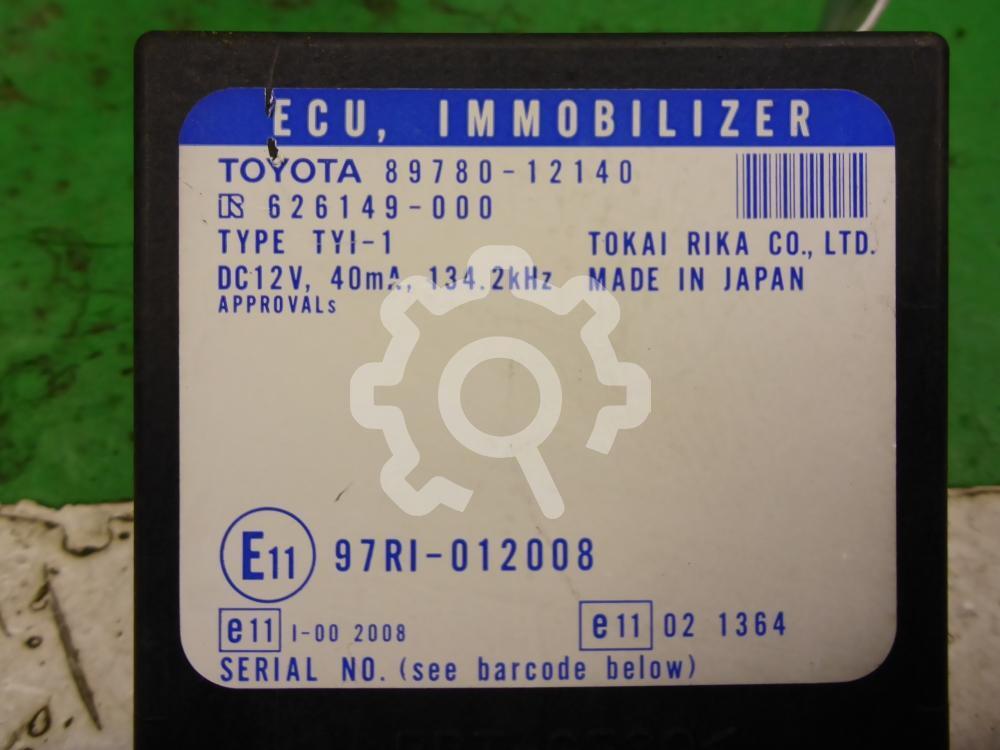 ECU, IMMOBILIZER
TOYOTA 89780-12140
626149-000
TYPE TYI-1 TOKAI RIKA CO., LTD.
DC12V, 40mA, 134.2kHz MADE IN JAPAN
APPROVALs
E11 97RI-012008
e11 I-00 2008 e11 02 1364
SERIAL NO. (see barcode below)